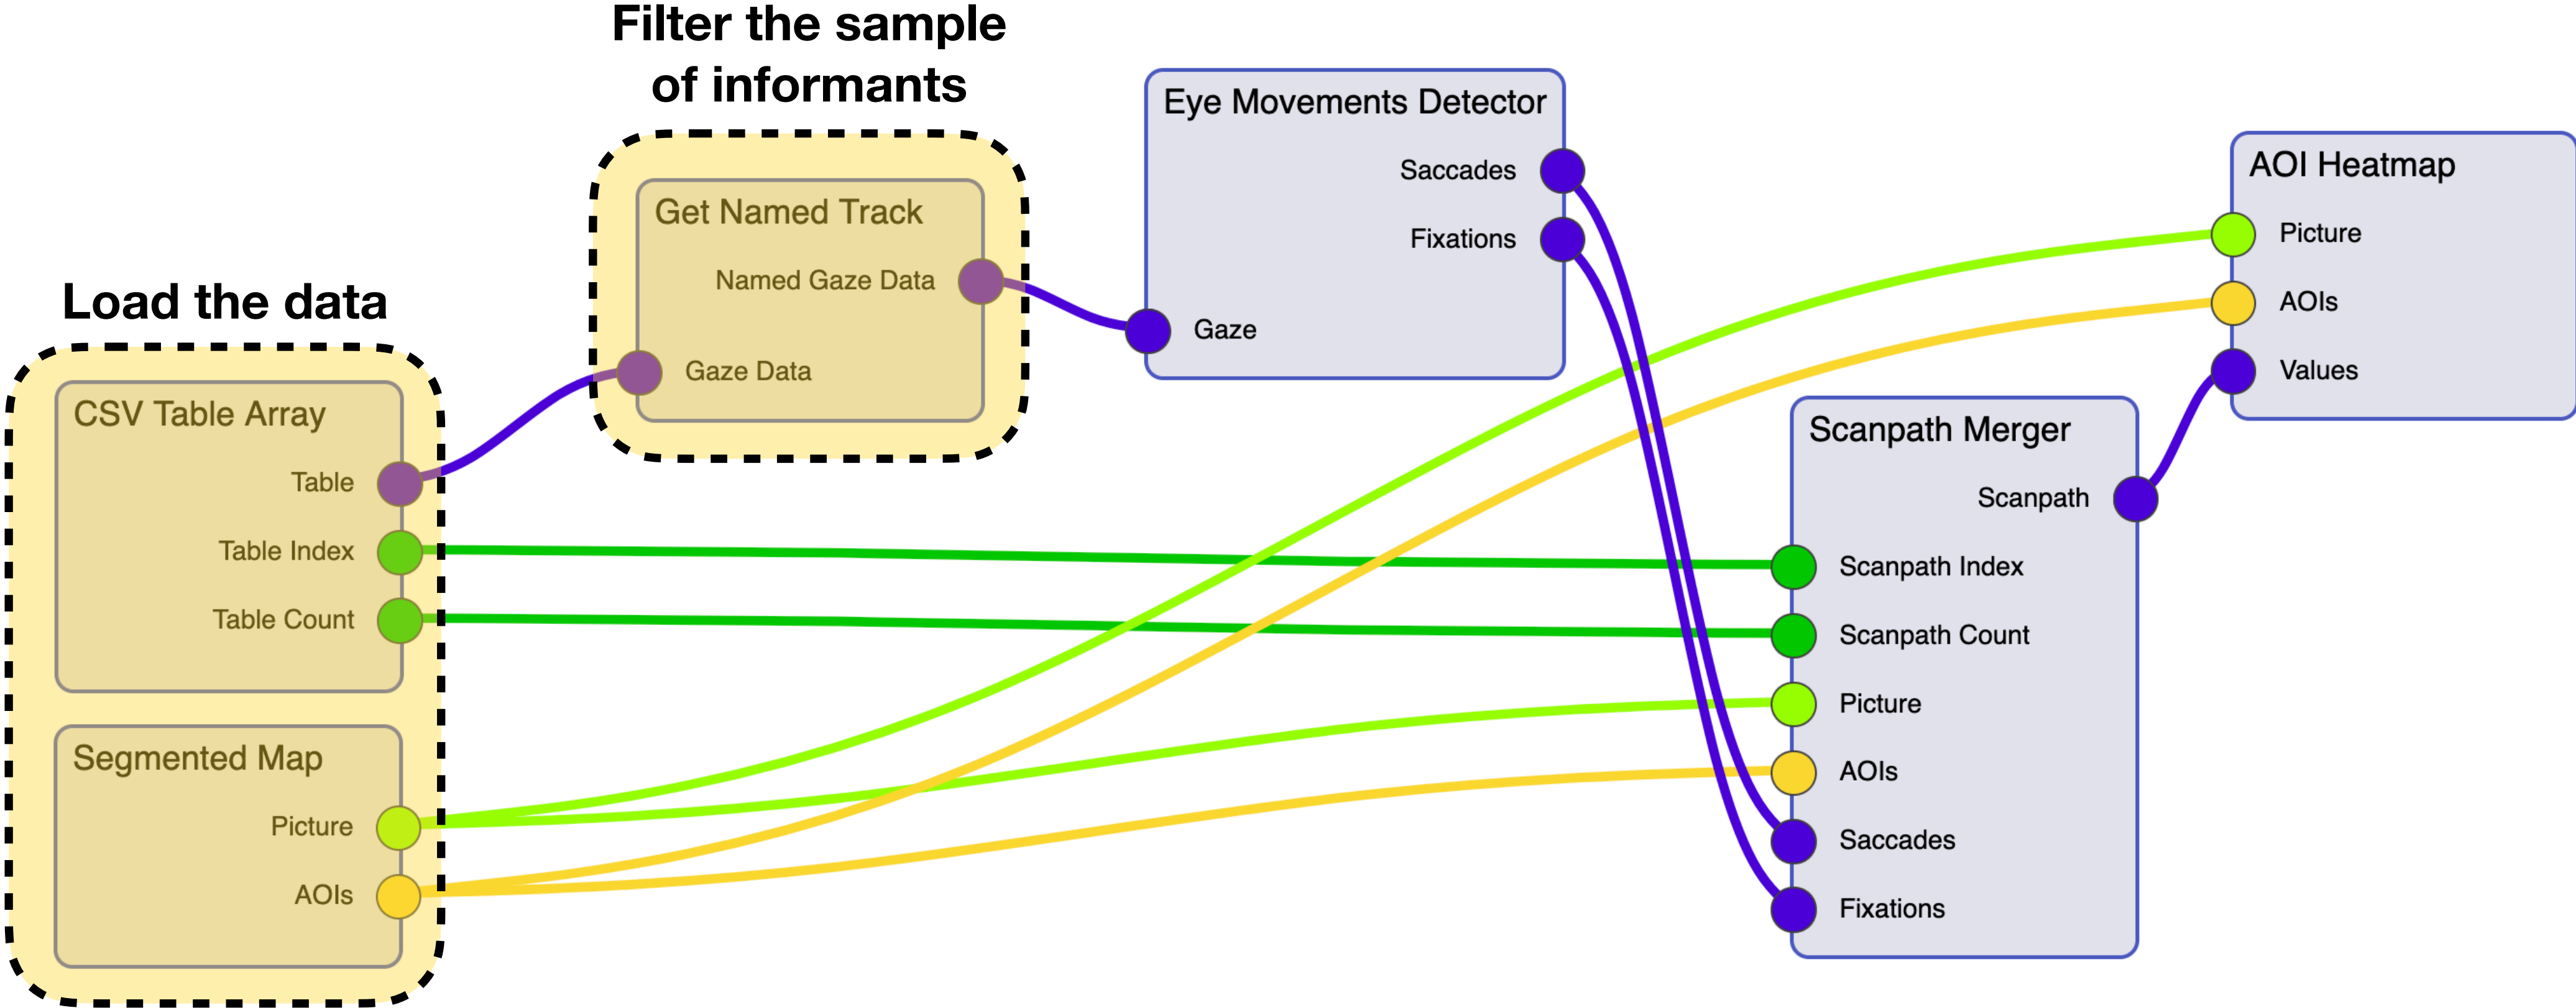 Filter the sample
of informants
Load the data
CSV Table Array
Table
Table Index
Table Count
Segmented Map
Picture
AOIs
Get Named Track
Named Gaze Data
Gaze Data
Eye Movements Detector
Saccades
Fixations
Gaze
Scanpath Merger
Scanpath
Scanpath Index
Scanpath Count
Picture
AOIs
Saccades
Fixations
AOI Heatmap
Picture
AOIs
Values